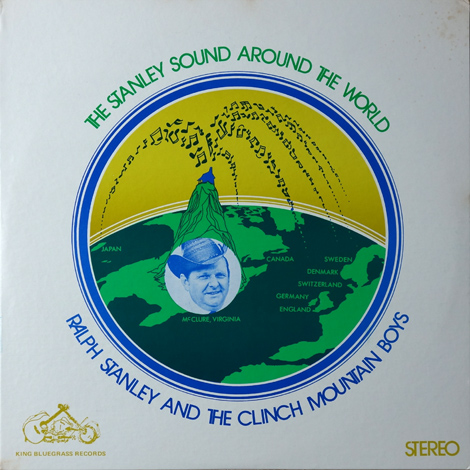 THE STANLEY SOUND AROUND THE WORLD
JAPAN
CANADA
SWEDEN
DENMARK
SWITZERLAND
GERMANY
ENGLAND
McCLURE, VIRGINIA
RALPH STANLEY AND THE CLINCH MOUNTAIN BOYS
KING BLUEGRASS RECORDS
STEREO